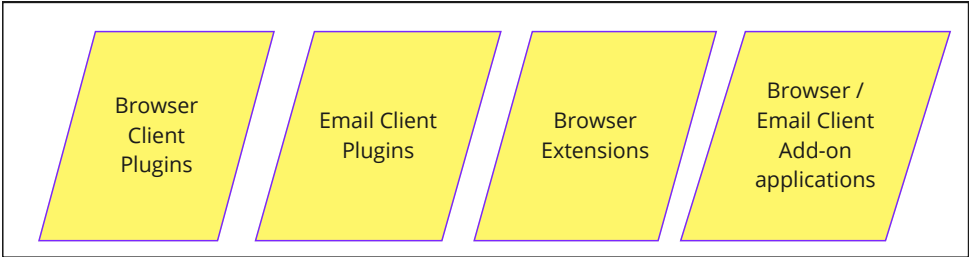 Browser
Client
Plugins
Email Client
Plugins
Browser
Extensions
Browser /
Email Client
Add-on
applications